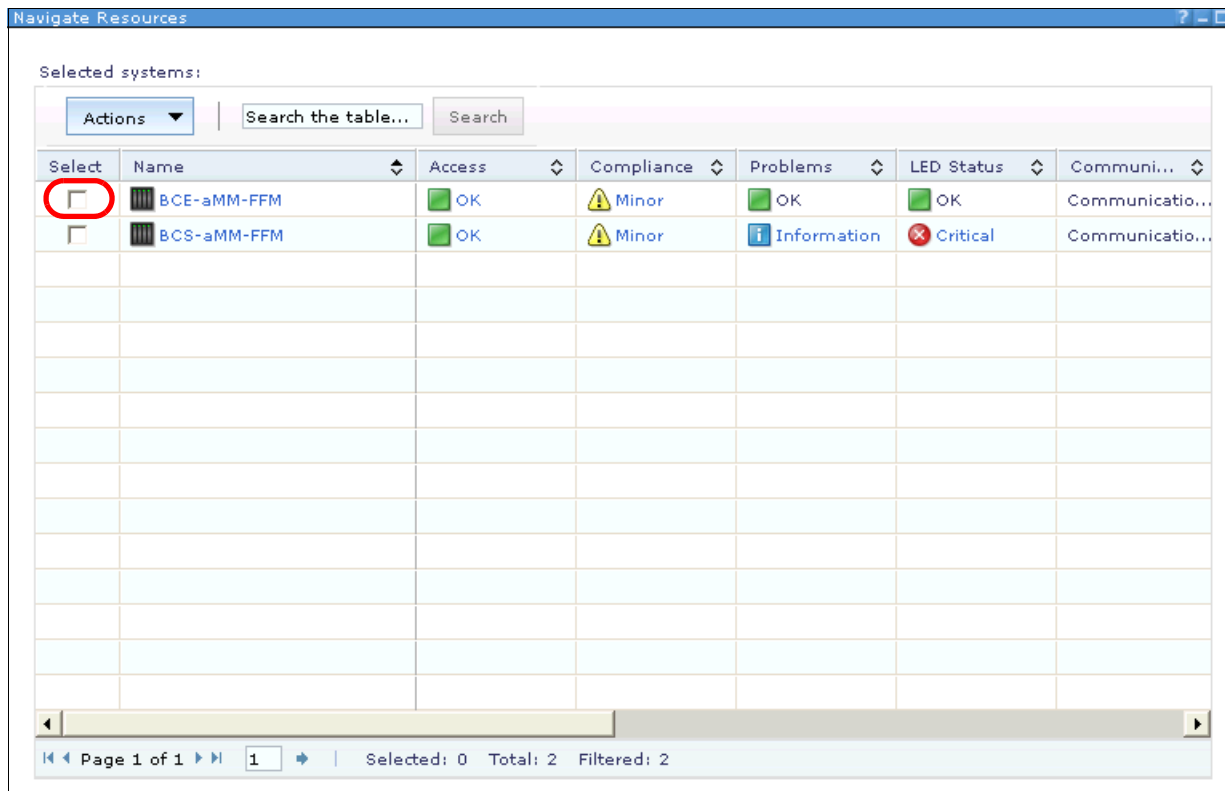 Navigate Resources ? –
Selected systems:
Actions Search the table... Search
Select Name Access Compliance Problems LED Status Communi...
BCE-aMM-FFM OK Minor OK OK Communicatio...
BCS-aMM-FFM OK Minor Information Critical Communicatio...
Page 1 of 1 1 Selected: 0 Total: 2 Filtered: 2